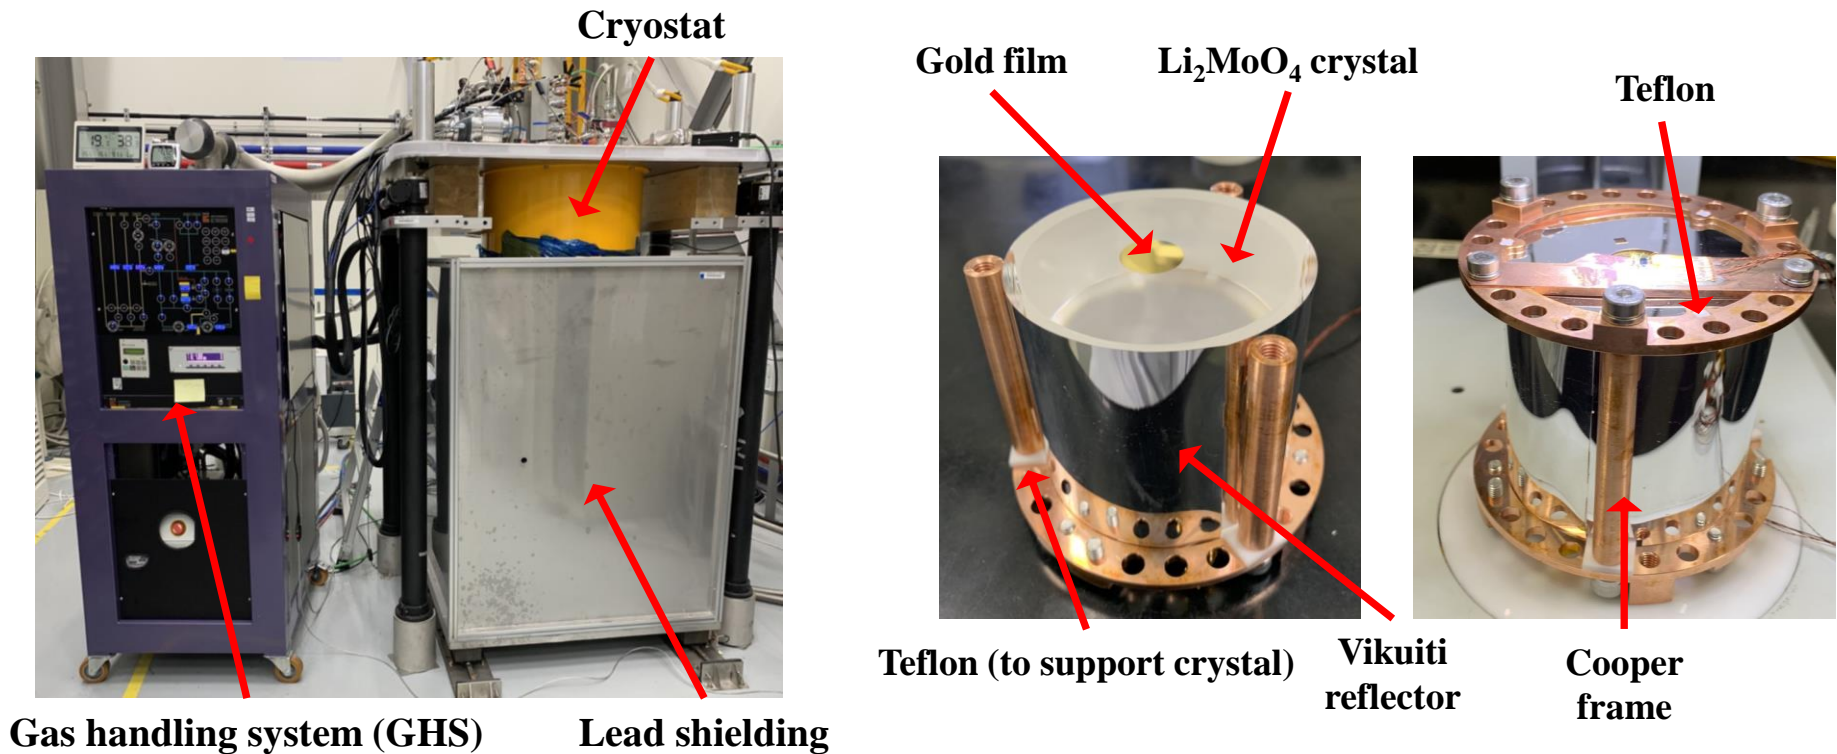 Cryostat
Gold film
Li₂MoO₄ crystal
Teflon
Teflon (to support crystal)
Vikuiti
reflector
Cooper
frame
Gas handling system (GHS)
Lead shielding